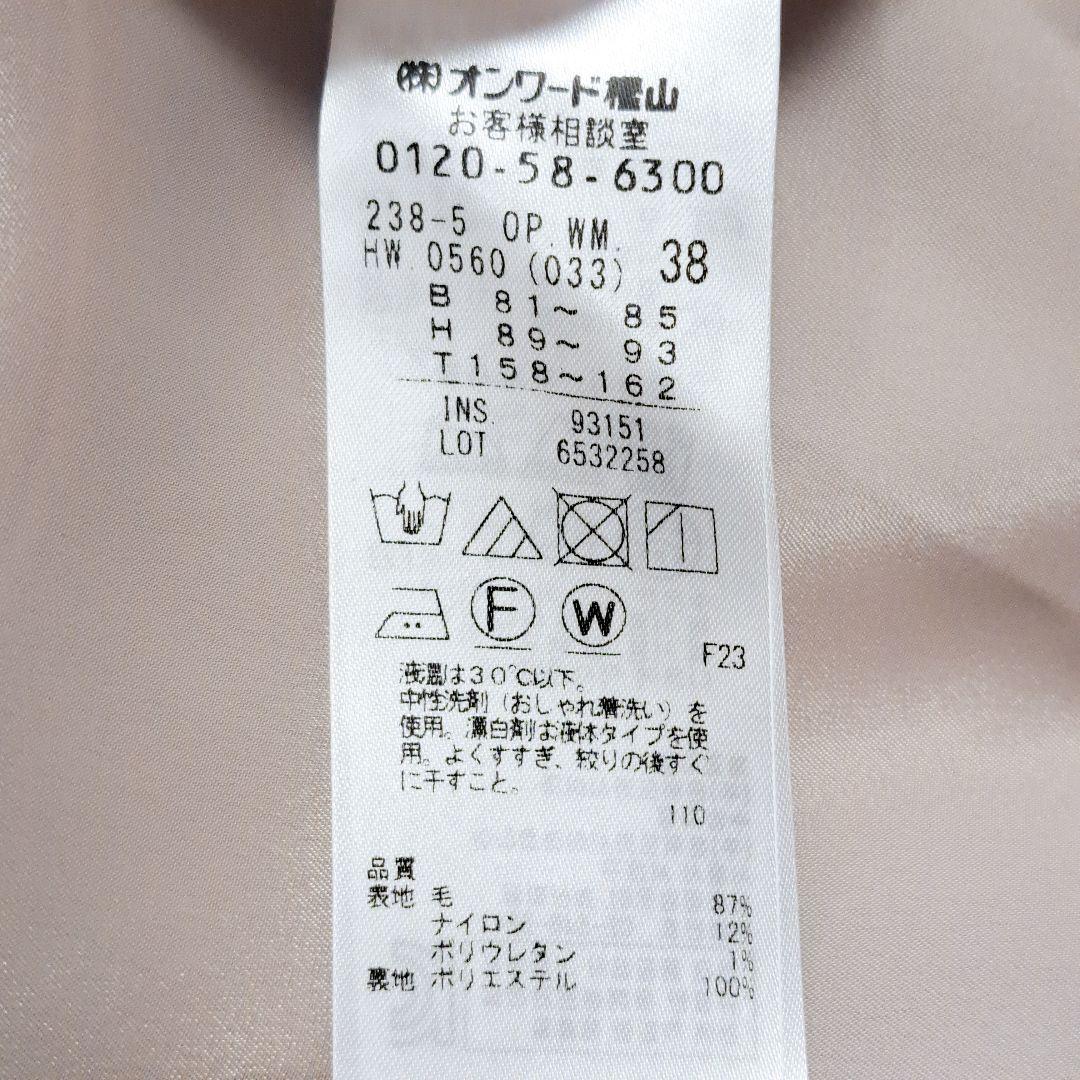 ㈱オンワード樫山
お客様相談室
0120-58-6300
238-5 OP.WM. 38
HW.0560 (033)
B 81~ 85
H 89~ 93
T158~162
INS. 93151
LOT 6532258
F
W
F23
液温は30℃以下。
中性洗剤(おしゃれ着洗い)を
使用。漂白剤は液体タイプを使
用。よくすすぎ、絞りの後すぐ
に干すこと。
110
品質
表地 毛 87%
ナイロン 12%
ポリウレタン 1%
裏地 ポリエステル 100%